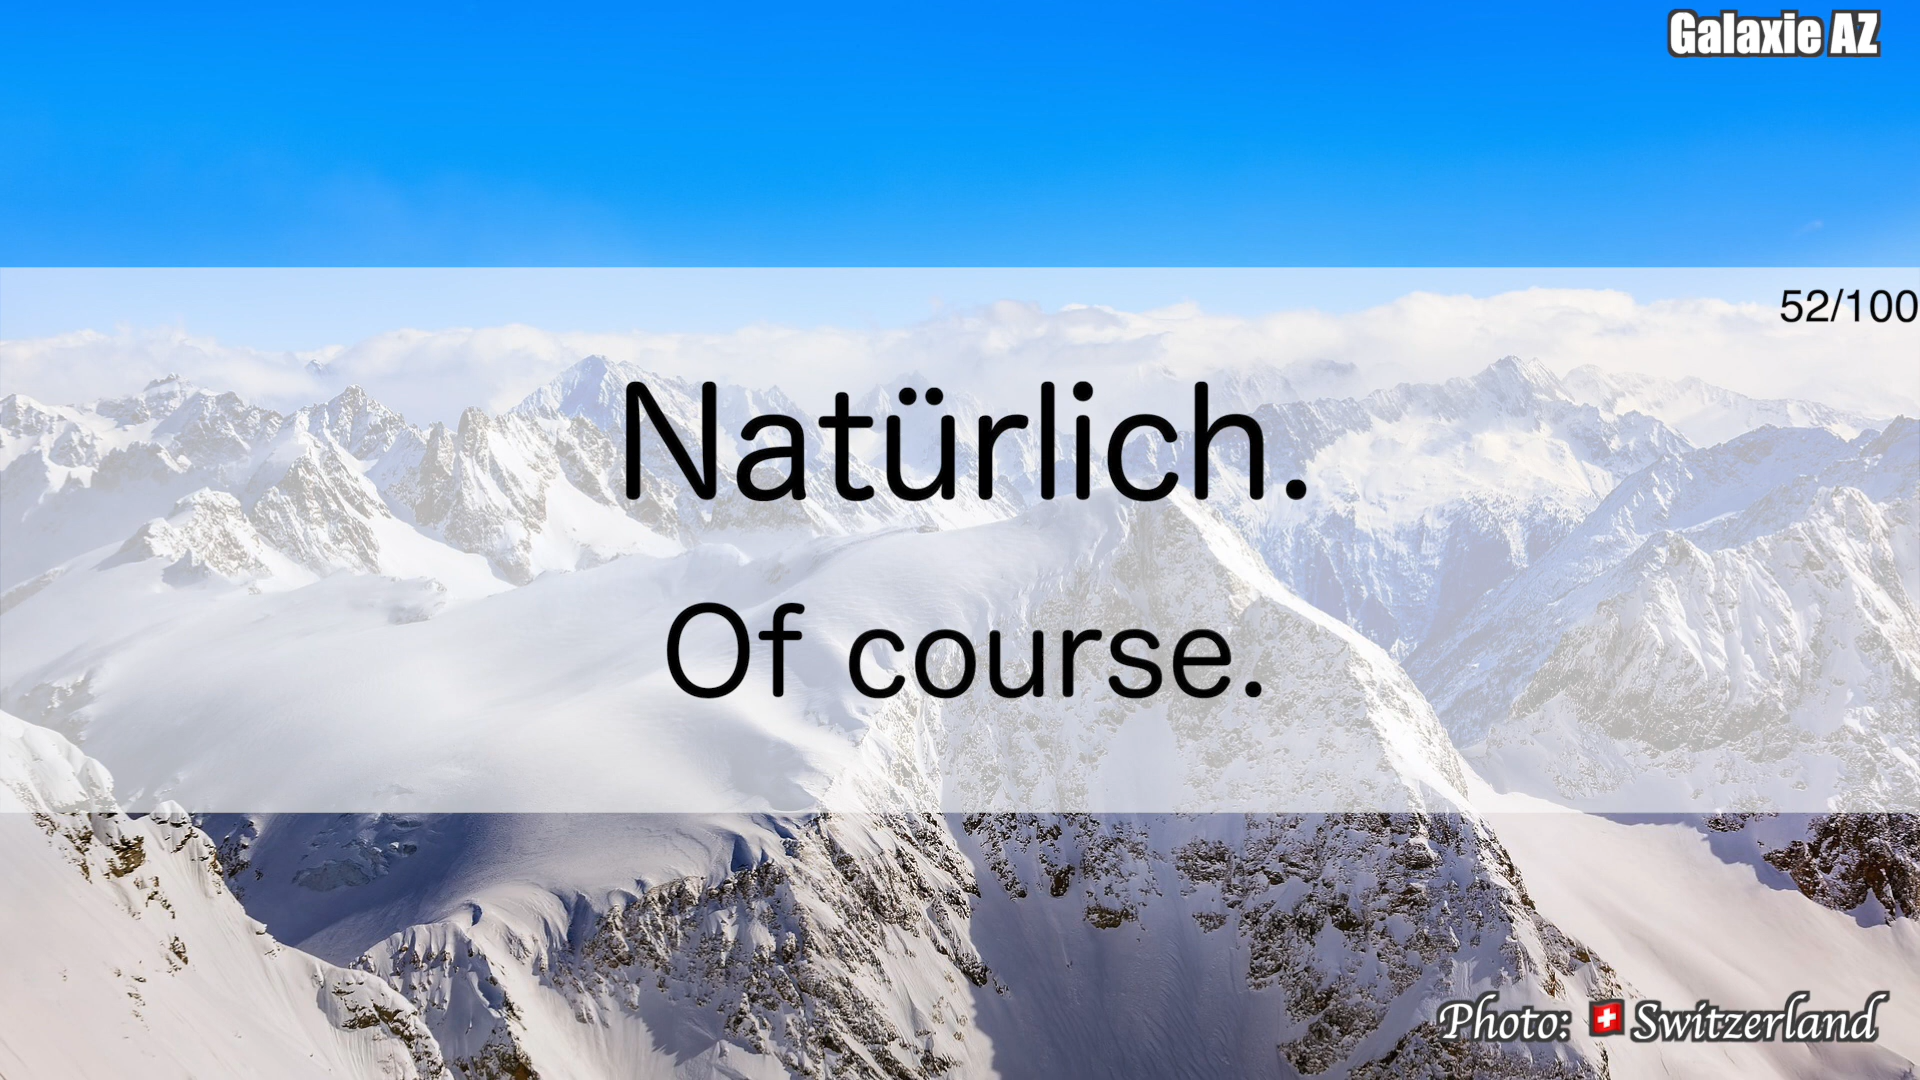 Galaxie AZ
52/100
Natürlich.
Of course.
Photo: 🇨🇭 Switzerland